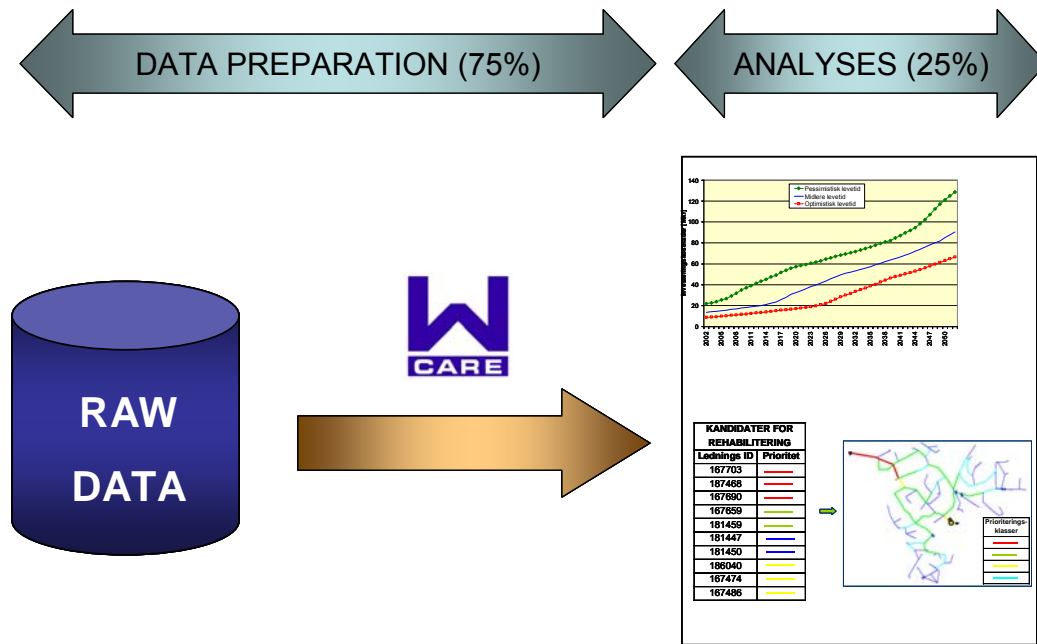 DATA PREPARATION (75%)
ANALYSES (25%)
RAW
DATA
W
CARE
140
120
100
80
60
40
20
0
Pessimistisk levetid
Midlere levetid
Optimistisk levetid
KANDIDATER FOR
REHABILITERING
Lednings ID Prioritet
167703
187468
167690
167659
181459
181447
181450
186040
167474
167486
Prioriterings-
klasser